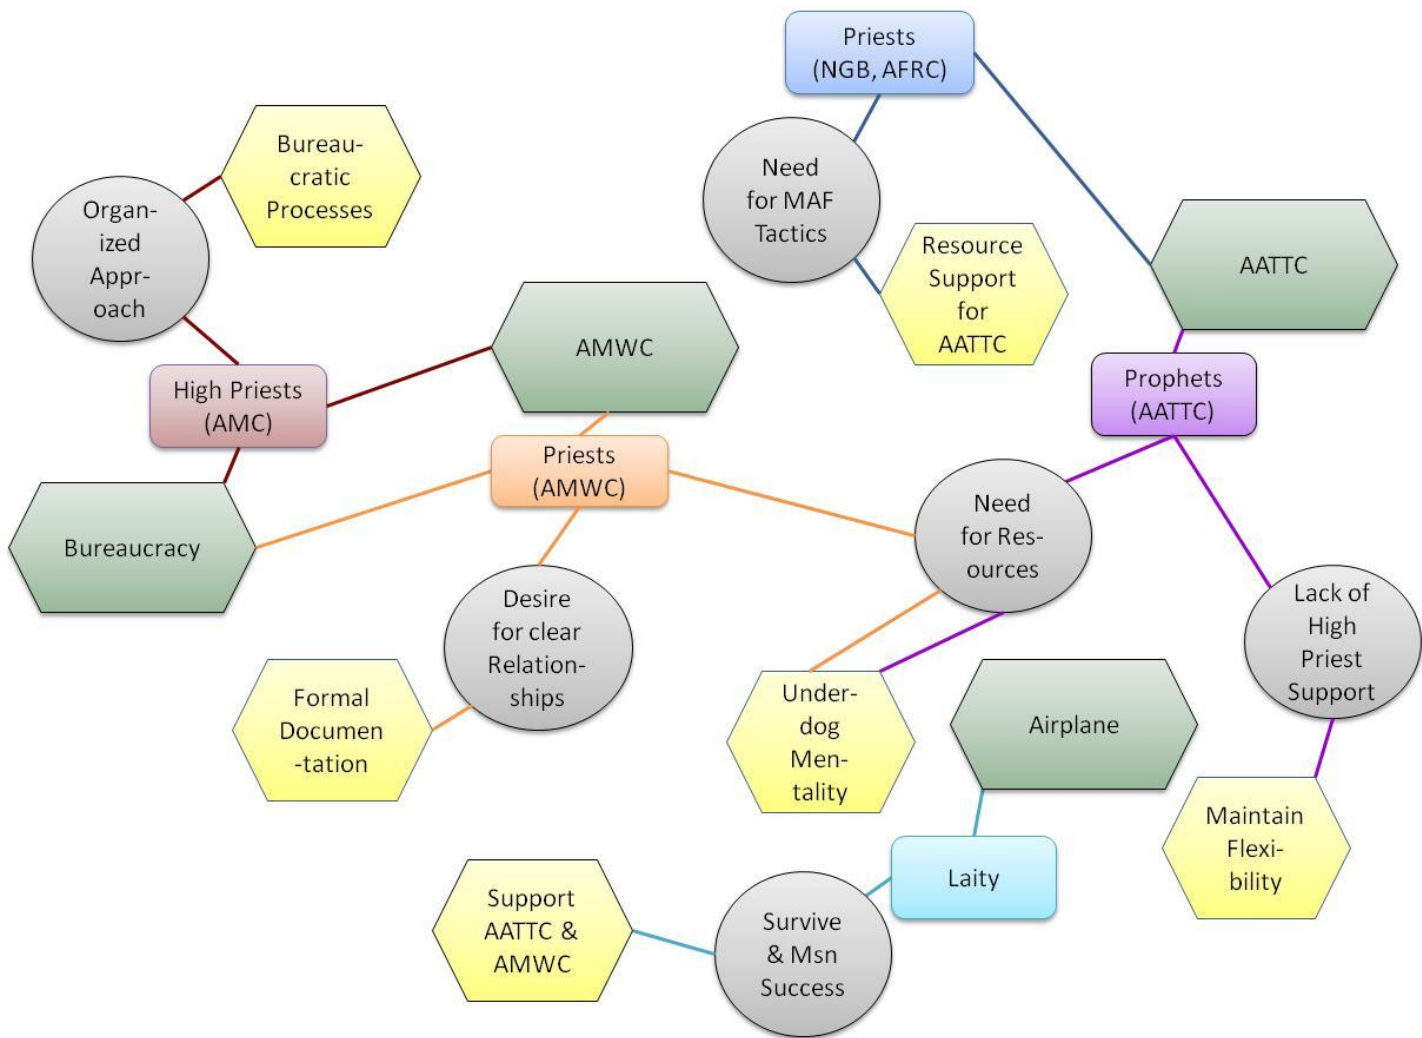 Priests
(NGB, AFRC)
Bureau-
cratic
Processes
Need
for MAF
Tactics
Organ-
ized
Appr-
oach
Resource
Support
for
AATTC
AATTC
AMWC
High Priests
(AMC)
Prophets
(AATTC)
Priests
(AMWC)
Need
for Res-
ources
Bureaucracy
Desire
for clear
Relation-
ships
Lack of
High
Priest
Support
Formal
Documen
-tation
Under-
dog
Men-
tality
Airplane
Maintain
Flexi-
bility
Laity
Support
AATTC &
AMWC
Survive
& Msn
Success